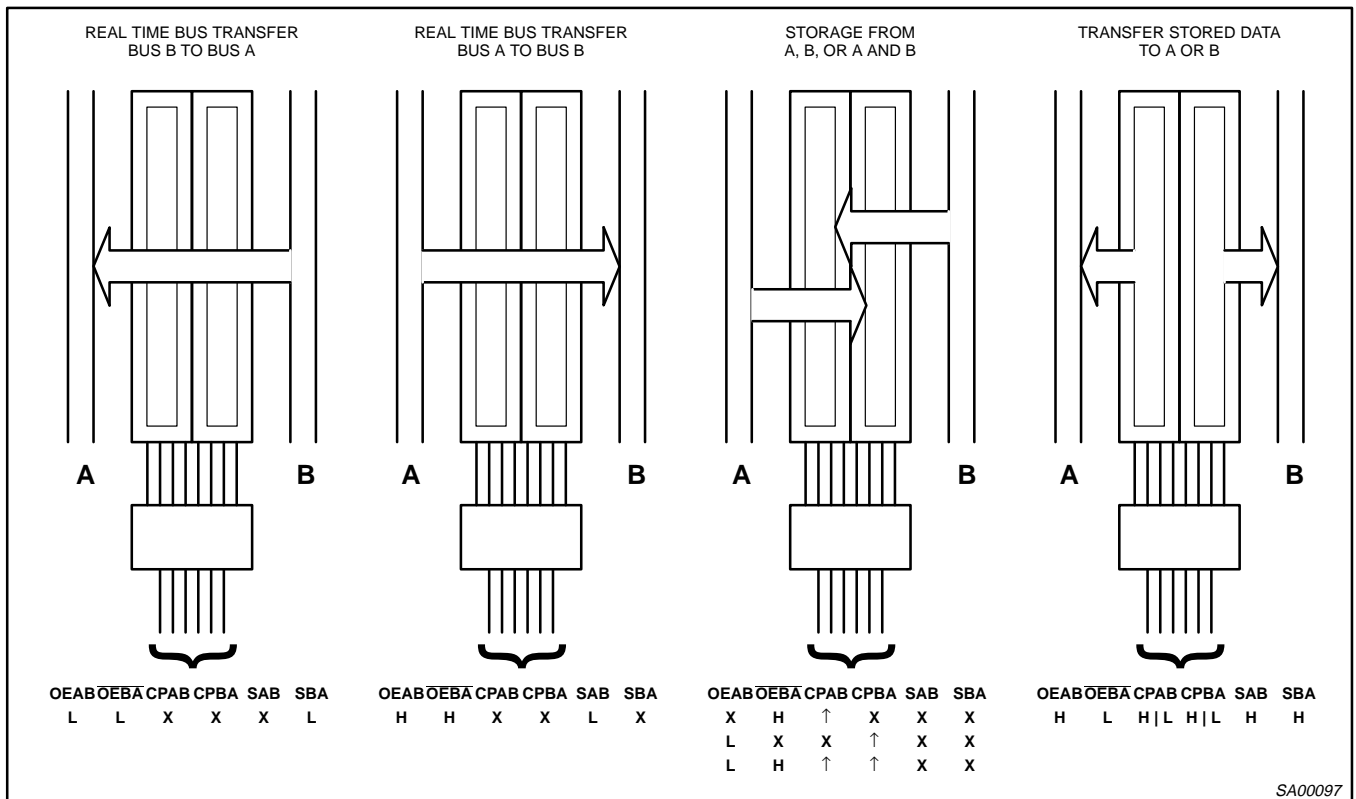 REAL TIME BUS TRANSFER
BUS B TO BUS A
REAL TIME BUS TRANSFER
BUS A TO BUS B
STORAGE FROM
A, B, OR A AND B
TRANSFER STORED DATA
TO A OR B
A B A B A B A B
OEAB OEBA CPAB CPBA SAB SBA
L L X X X L
OEAB OEBA CPAB CPBA SAB SBA
H H X X L X
OEAB OEBA CPAB CPBA SAB SBA
X H ↑ X X X
L X X ↑ X X
L H ↑ ↑ X X
OEAB OEBA CPAB CPBA SAB SBA
H L H | L H | L H H
SA00097